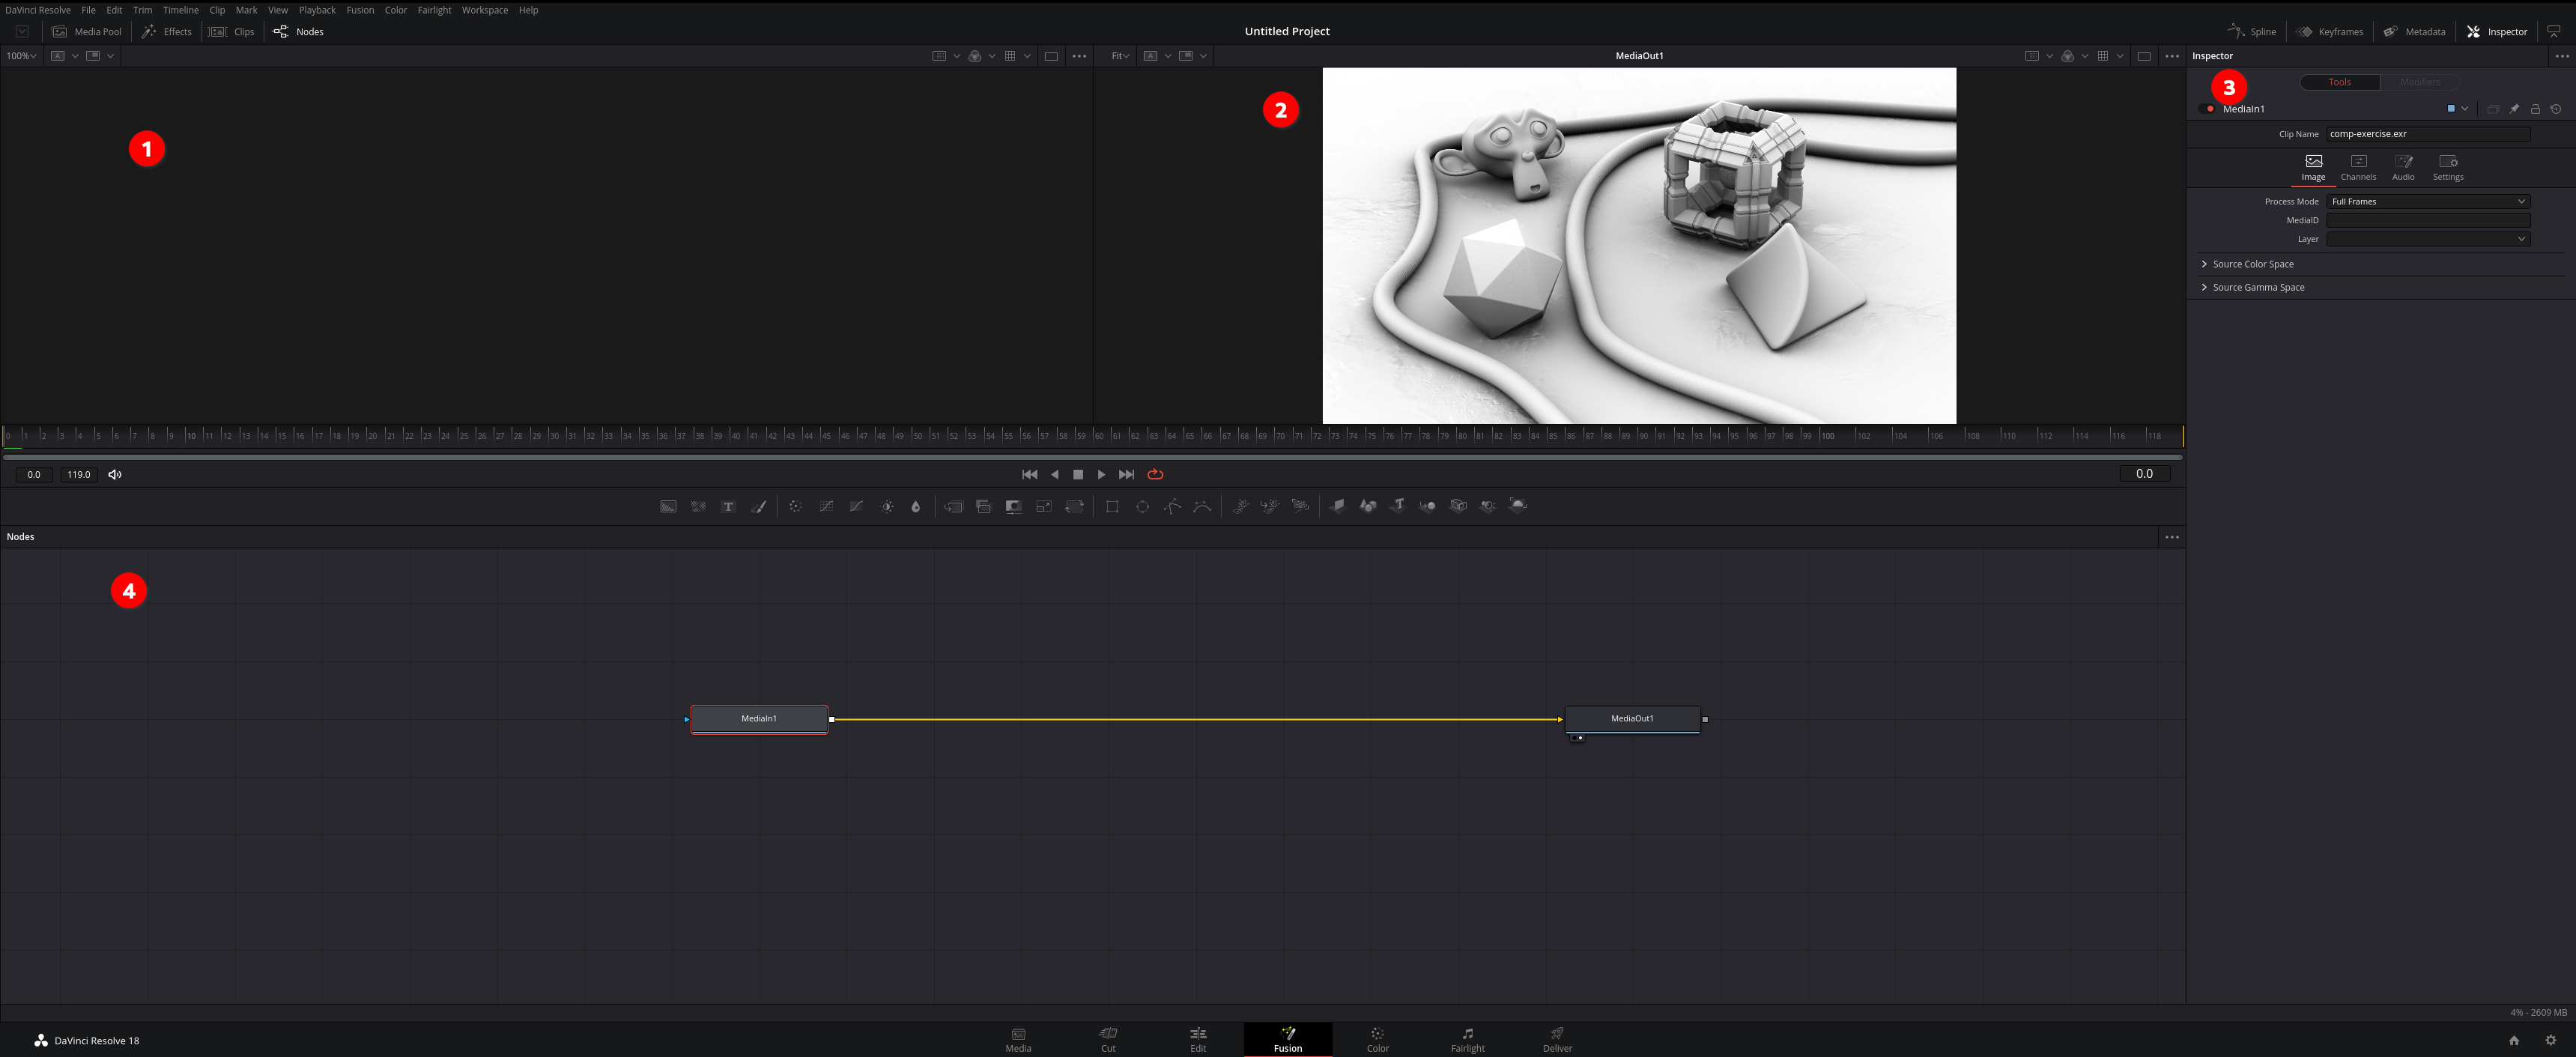 DaVinci Resolve File Edit Trim Timeline Clip Mark View Playback Fusion Color Fairlight Workspace Help
Media Pool Effects Clips Nodes Untitled Project Spline Keyframes Metadata Inspector
100% Fit MediaOut1 Inspector
Tools Modifiers
1
2
3
MediaIn1
Clip Name comp-exercise.exr
Image Channels Audio Settings
Process Mode Full Frames
MediaID
Layer
Source Color Space
Source Gamma Space
0 1 2 3 4 5 6 7 8 9 10 11 12 13 14 15 16 17 18 19 20 21 22 23 24 25 26 27 28 29 30 31 32 33 34 35 36 37 38 39 40 41 42 43 44 45 46 47 48 49 50 51 52 53 54 55 56 57 58 59 60 61 62 63 64 65 66 67 68 69 70 71 72 73 74 75 76 77 78 79 80 81 82 83 84 85 86 87 88 89 90 91 92 93 94 95 96 97 98 99 100 102 104 106 108 110 112 114 116 118
0.0 119.0 0.0
T
Nodes
4
MediaIn1 MediaOut1
4% - 2609 MB
DaVinci Resolve 18 Media Cut Edit Fusion Color Fairlight Deliver